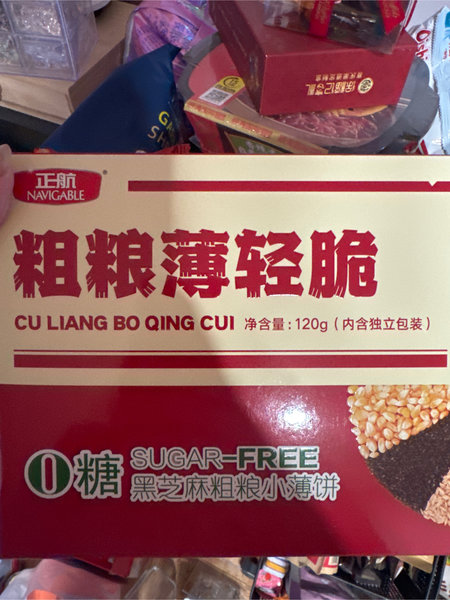 正航®
NAVIGABLE
粗粮薄轻脆
CU LIANG BO QING CUI 净含量:120g(内含独立包装)
0糖 SUGAR-FREE
黑芝麻粗粮小薄饼